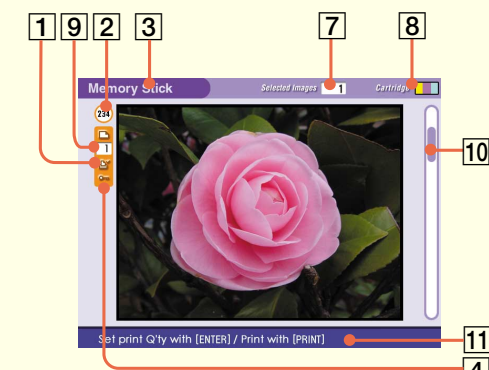 1 9 2 3 7 8
Memory Stick Selected Images 1 Cartridge
234
1
10
Set print Q'ty with [ENTER] / Print with [PRINT]
11
4